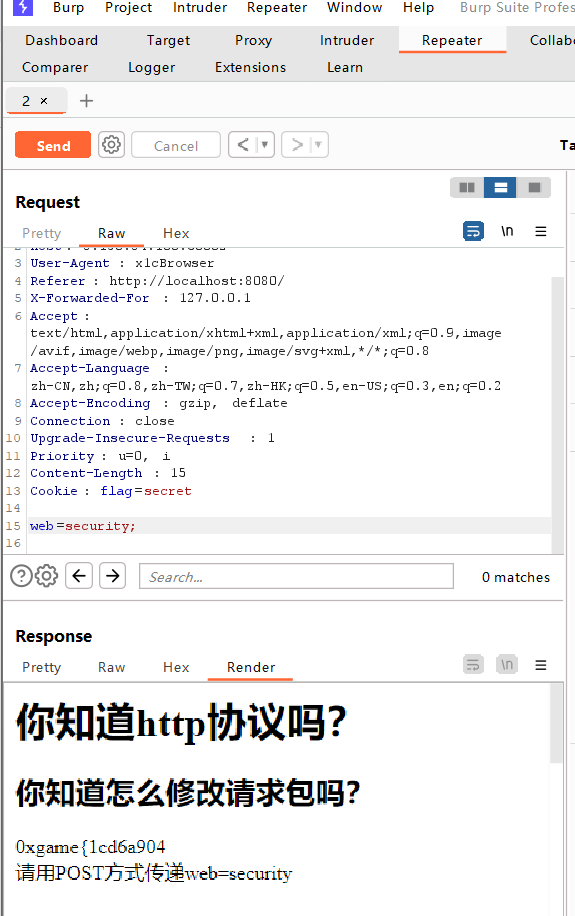 Burp Project Intruder Repeater Window Help Burp Suite Profes
Dashboard Target Proxy Intruder Repeater Collab
Comparer Logger Extensions Learn
2 × +
Send Cancel < > Ta
Request
Pretty Raw Hex \n
3 User-Agent : x1cBrowser
4 Referer : http://localhost:8080/
5 X-Forwarded-For : 127.0.0.1
6 Accept :
text/html,application/xhtml+xml,application/xml;q=0.9,image
/avif,image/webp,image/png,image/svg+xml,*/*;q=0.8
7 Accept-Language :
zh-CN,zh;q=0.8,zh-TW;q=0.7,zh-HK;q=0.5,en-US;q=0.3,en;q=0.2
8 Accept-Encoding : gzip, deflate
9 Connection : close
10 Upgrade-Insecure-Requests : 1
11 Priority : u=0, i
12 Content-Length : 15
13 Cookie : flag=secret
14
15 web=security;
16
Search... 0 matches
Response
Pretty Raw Hex Render \n
你知道http协议吗?
你知道怎么修改请求包吗?
0xgame{1cd6a904
请用POST方式传递web=security